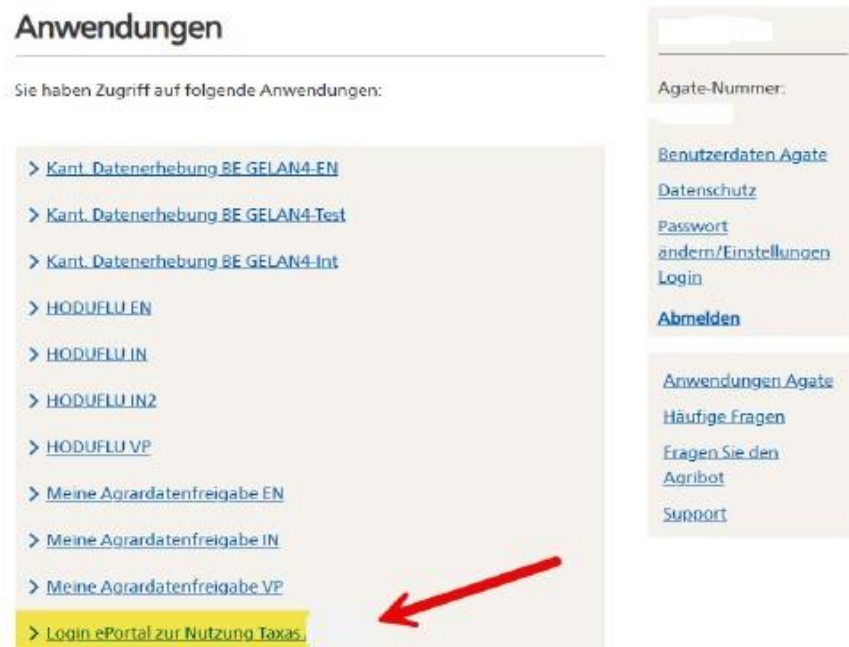 Anwendungen
Sie haben Zugriff auf folgende Anwendungen:
> Kant. Datenerhebung BE GELAN4-EN
> Kant. Datenerhebung BE GELAN4-Test
> Kant. Datenerhebung BE GELAN4-Int
> HODUFLU EN
> HODUFLU IN
> HODUFLU IN2
> HODUFLU VP
> Meine Agrardatenfreigabe EN
> Meine Agrardatenfreigabe IN
> Meine Agrardatenfreigabe VP
> Login ePortal zur Nutzung Taxas
Agate-Nummer:
Benutzerdaten Agate
Datenschutz
Passwort
ändern/Einstellungen
Login
Abmelden
Anwendungen Agate
Häufige Fragen
Fragen Sie den
Agribot
Support